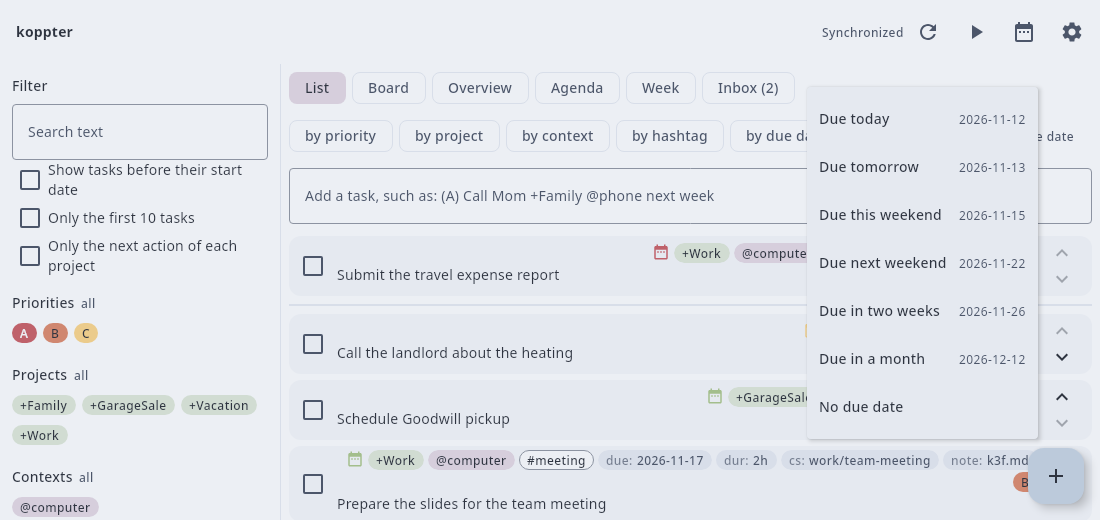 koppter
Synchronized
Filter
Search text
Show tasks before their start
date
Only the first 10 tasks
Only the next action of each
project
Priorities all
A B C
Projects all
+Family +GarageSale +Vacation
+Work
Contexts all
@computer
List Board Overview Agenda Week Inbox (2)
by priority by project by context by hashtag by due da e date
Add a task, such as: (A) Call Mom +Family @phone next week
+Work @compute
Submit the travel expense report
Call the landlord about the heating
+GarageSale
Schedule Goodwill pickup
+Work @computer #meeting due: 2026-11-17 dur: 2h cs: work/team-meeting note: k3f.md
B
Prepare the slides for the team meeting
Due today 2026-11-12
Due tomorrow 2026-11-13
Due this weekend 2026-11-15
Due next weekend 2026-11-22
Due in two weeks 2026-11-26
Due in a month 2026-12-12
No due date